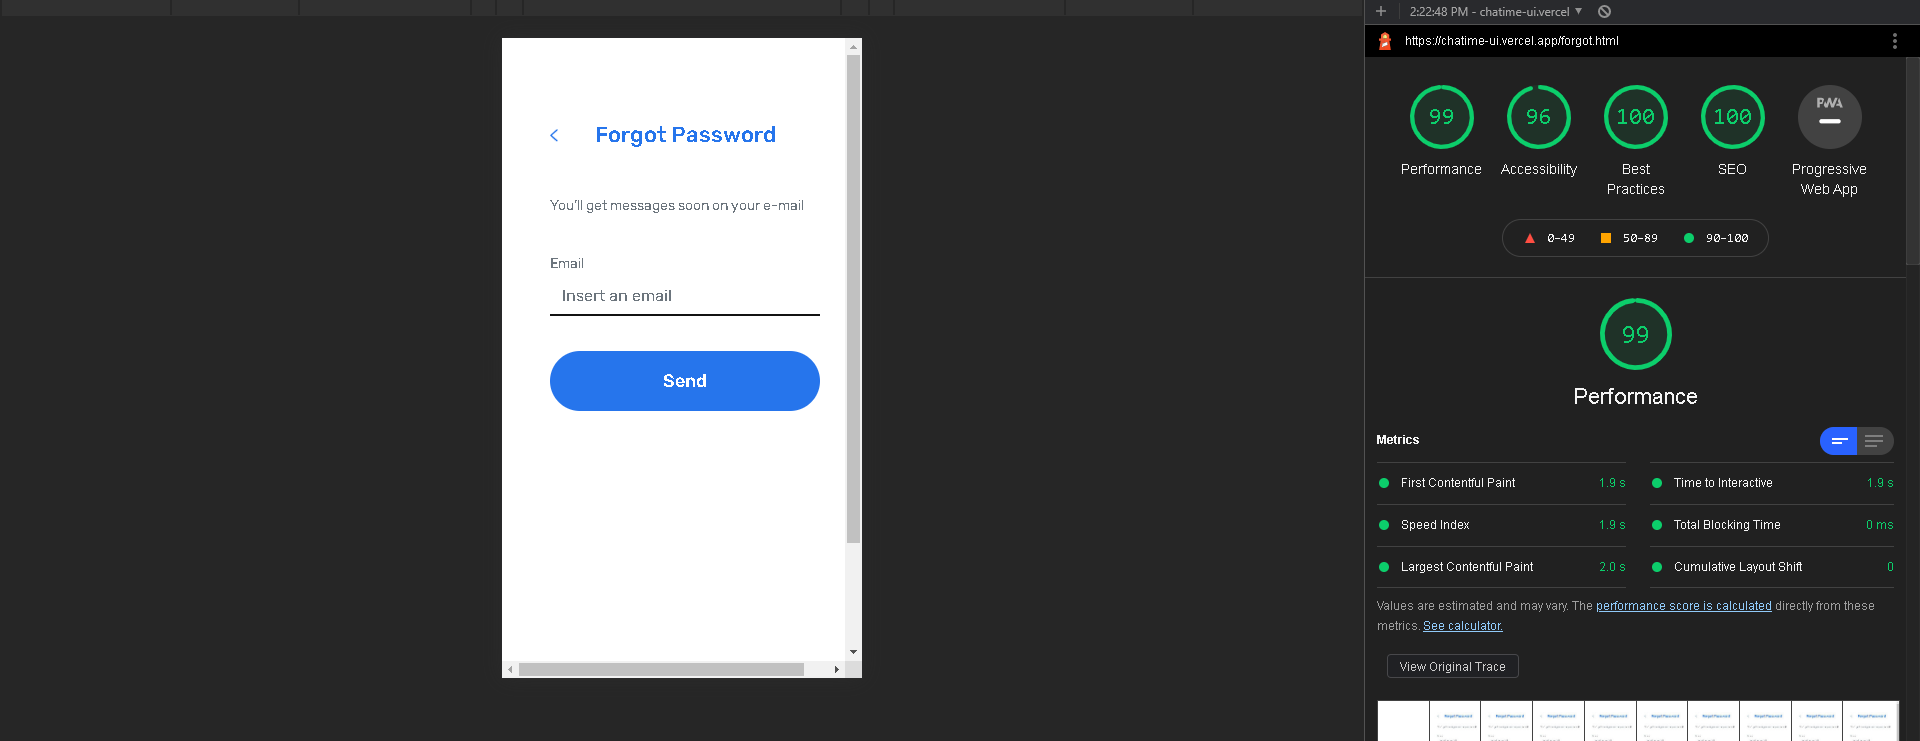 Forgot Password
You'll get messages soon on your e-mail
Email
Insert an email
Send
2:22:48 PM - chatime-ui.vercel
https://chatime-ui.vercel.app/forgot.html
99
96
100
100
PWA
Performance
Accessibility
Best
Practices
SEO
Progressive
Web App
0-49
50-89
90-100
99
Performance
Metrics
First Contentful Paint 1.9 s
Time to Interactive 1.9 s
Speed Index 1.9 s
Total Blocking Time 0 ms
Largest Contentful Paint 2.0 s
Cumulative Layout Shift 0
Values are estimated and may vary. The performance score is calculated directly from these
metrics. See calculator.
View Original Trace